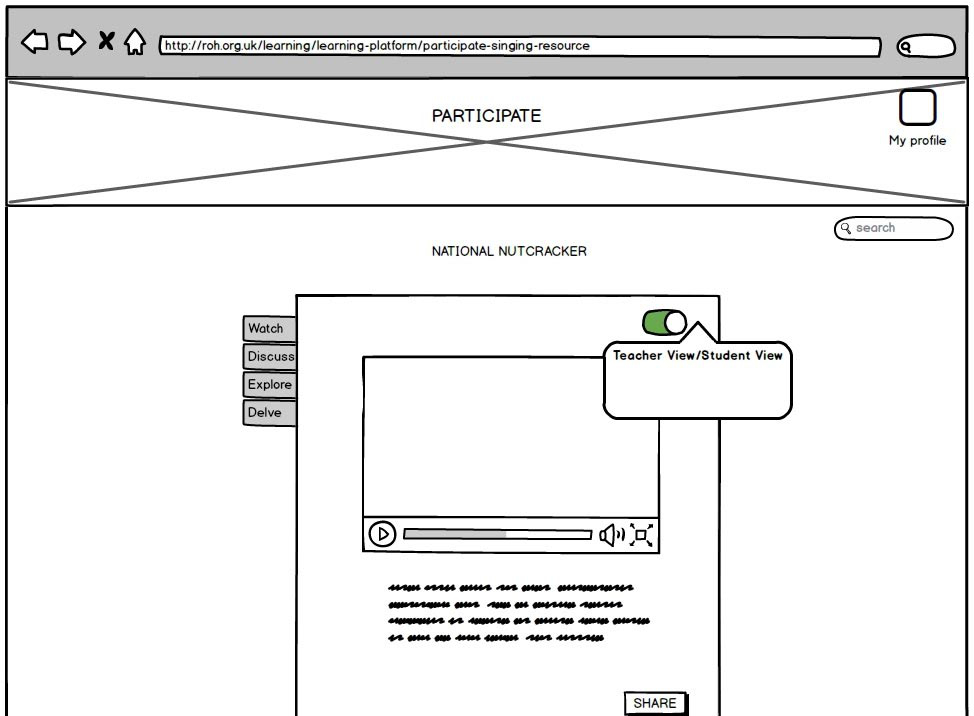 http://roh.org.uk/learning/learning-platform/participate-singing-resource
PARTICIPATE
My profile
search
NATIONAL NUTCRACKER
Watch
Discuss
Explore
Delve
Teacher View/Student View
SHARE